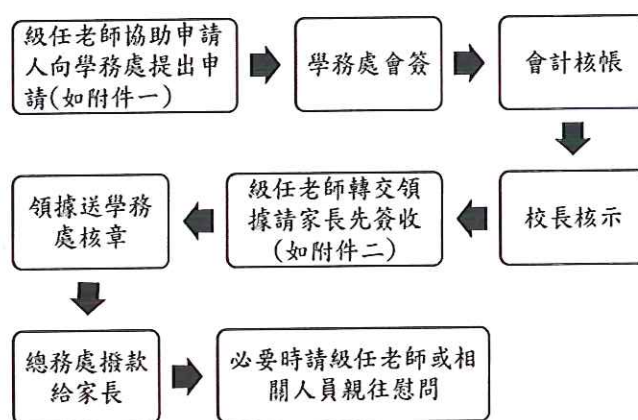 級任老師協助申請
人向學務處提出申
請(如附件一)
學務處會簽
會計核帳
校長核示
級任老師轉交領
據請家長先簽收
(如附件二)
領據送學務
處核章
總務處撥款
給家長
必要時請級任老師或相
關人員親往慰問